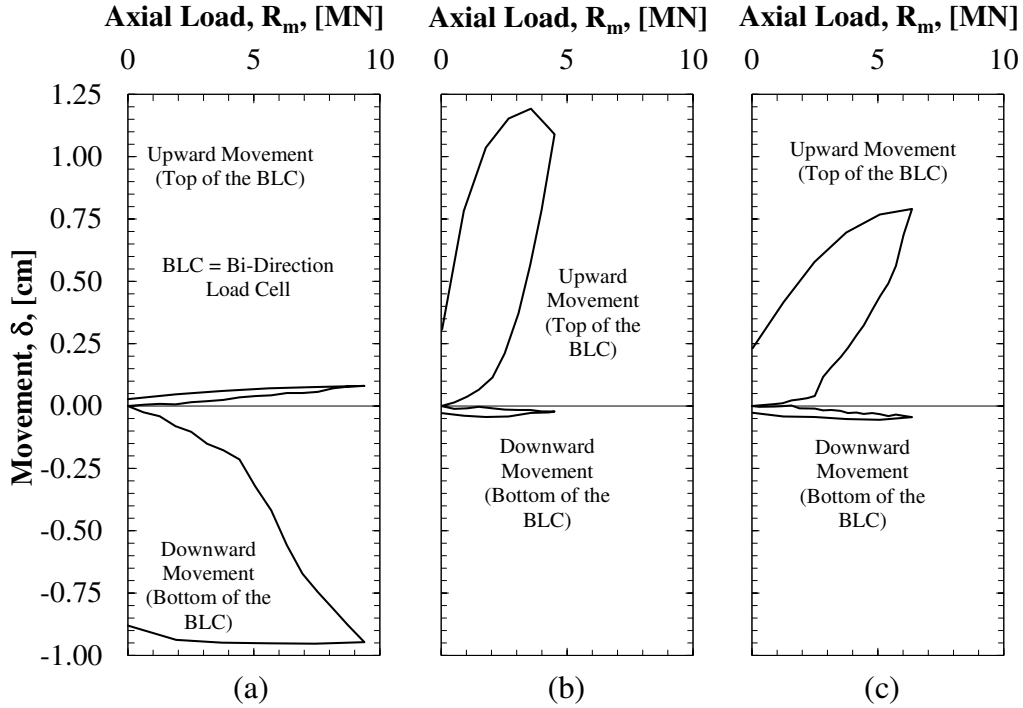 Axial Load, Rm, [MN] Axial Load, Rm, [MN] Axial Load, Rm, [MN]
0 5 10 0 5 10 0 5 10
1.25
1.00
0.75
0.50
0.25
0.00
-0.25
-0.50
-0.75
-1.00
Movement, δ, [cm]
Upward Movement
(Top of the BLC)
BLC = Bi-Direction
Load Cell
Downward
Movement
(Bottom of the
BLC)
(a)
Upward
Movement
(Top of the
BLC)
Downward
Movement
(Bottom of the
BLC)
(b)
Upward Movement
(Top of the BLC)
Downward
Movement
(Bottom of the
BLC)
(c)